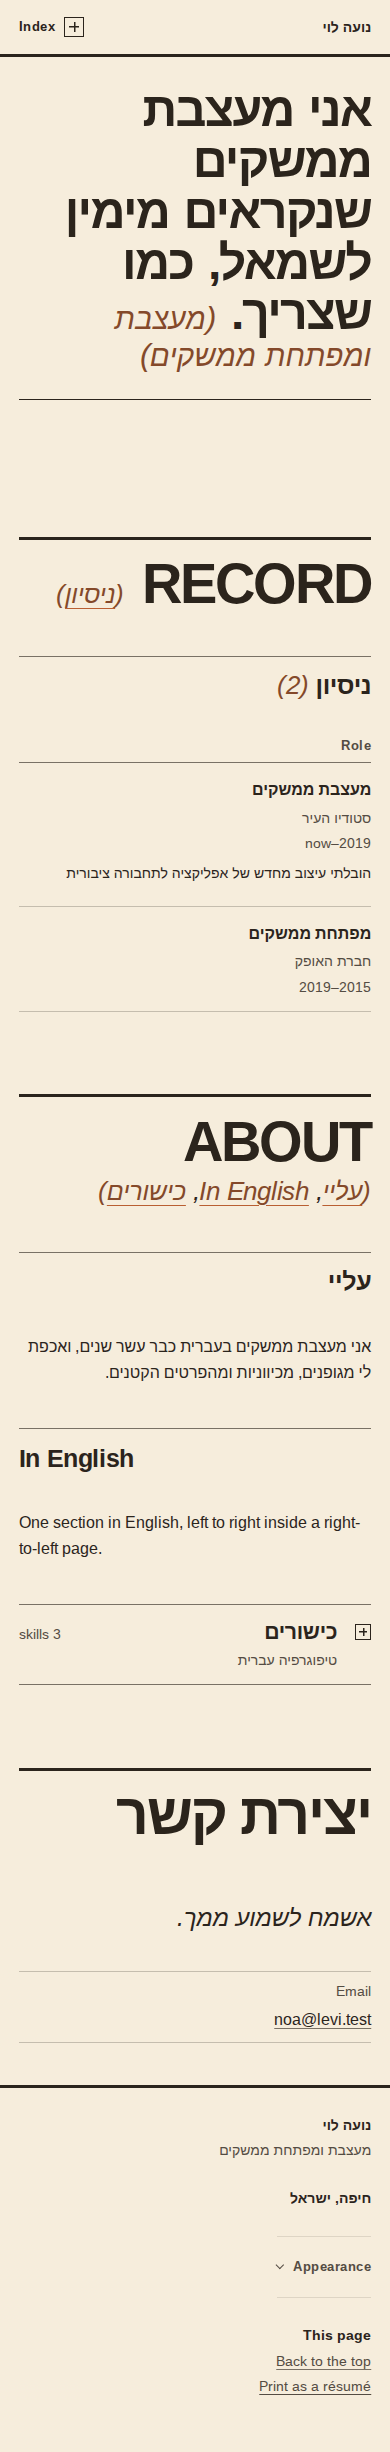 נועה לוי
Index
אני מעצבת
ממשקים
שנקראים מימין
לשמאל, כמו
שצריך. (מעצבת
ומפתחת ממשקים)
RECORD (ניסיון)
ניסיון (2)
Role
מעצבת ממשקים
סטודיו העיר
2019–now
הובלתי עיצוב מחדש של אפליקציה לתחבורה ציבורית
מפתחת ממשקים
חברת האופק
2015–2019
ABOUT
(עליי, In English, כישורים)
עליי
אני מעצבת ממשקים בעברית כבר עשר שנים, ואכפת
לי מגופנים, מכיווניות ומהפרטים הקטנים.
In English
One section in English, left to right inside a right-
to-left page.
כישורים
3 skills
טיפוגרפיה עברית
יצירת קשר
אשמח לשמוע ממך.
Email
noa@levi.test
נועה לוי
מעצבת ומפתחת ממשקים
חיפה, ישראל
Appearance
This page
Back to the top
Print as a résumé